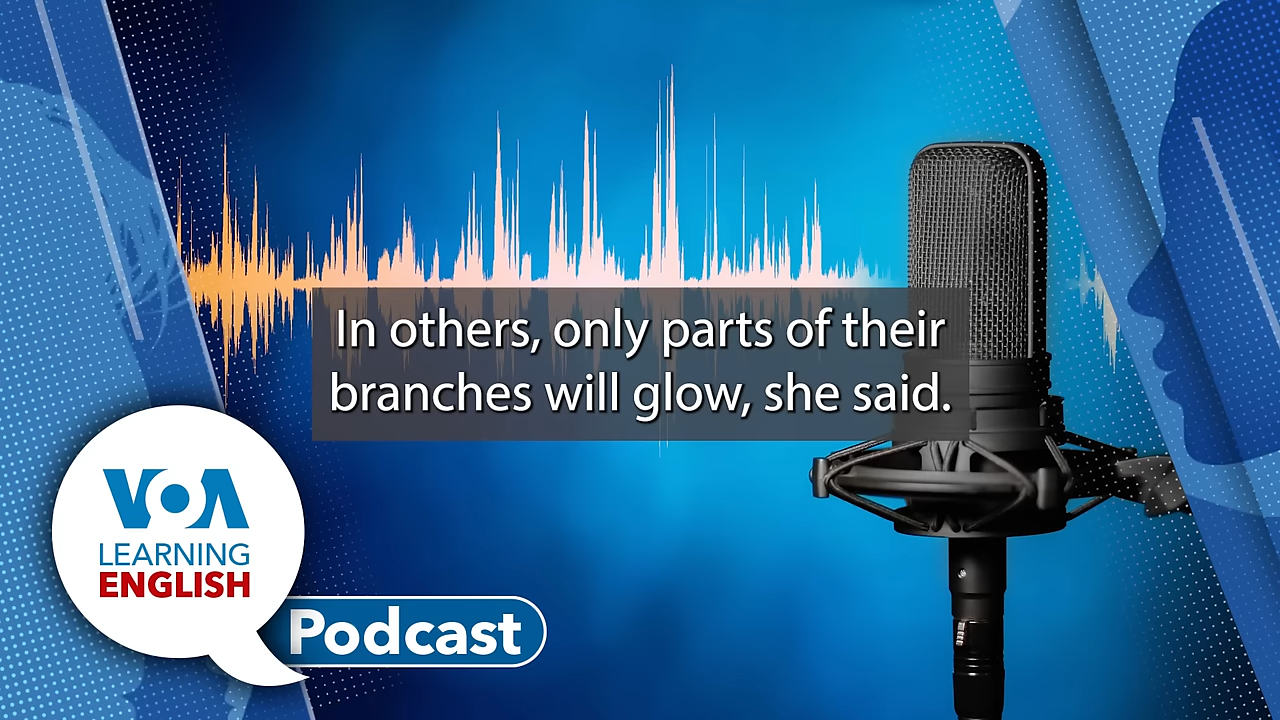 In others, only parts of their
branches will glow, she said.
VOA
LEARNING
ENGLISH
Podcast